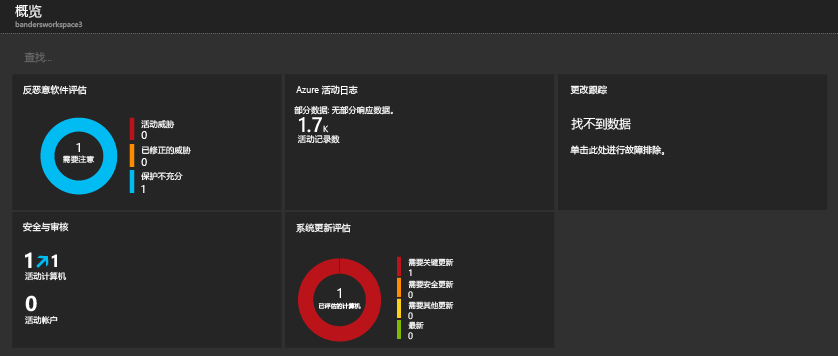 概览
bandersworkspace3
查找...
反恶意软件评估
1
需要注意
活动威胁
0
已修正的威胁
0
保护不充分
1
Azure 活动日志
部分数据: 无部分响应数据。
1.7K
活动记录数
更改跟踪
找不到数据
单击此处进行故障排除。
安全与审核
1 1
活动计算机
0
活动帐户
系统更新评估
1
已评估的计算机
需要关键更新
1
需要安全更新
0
需要其他更新
0
最新
0